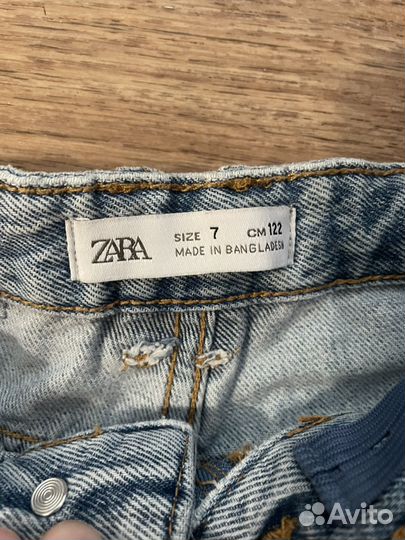 ZARA
SIZE 7 CM 122
MADE IN BANGLADESH
Avito